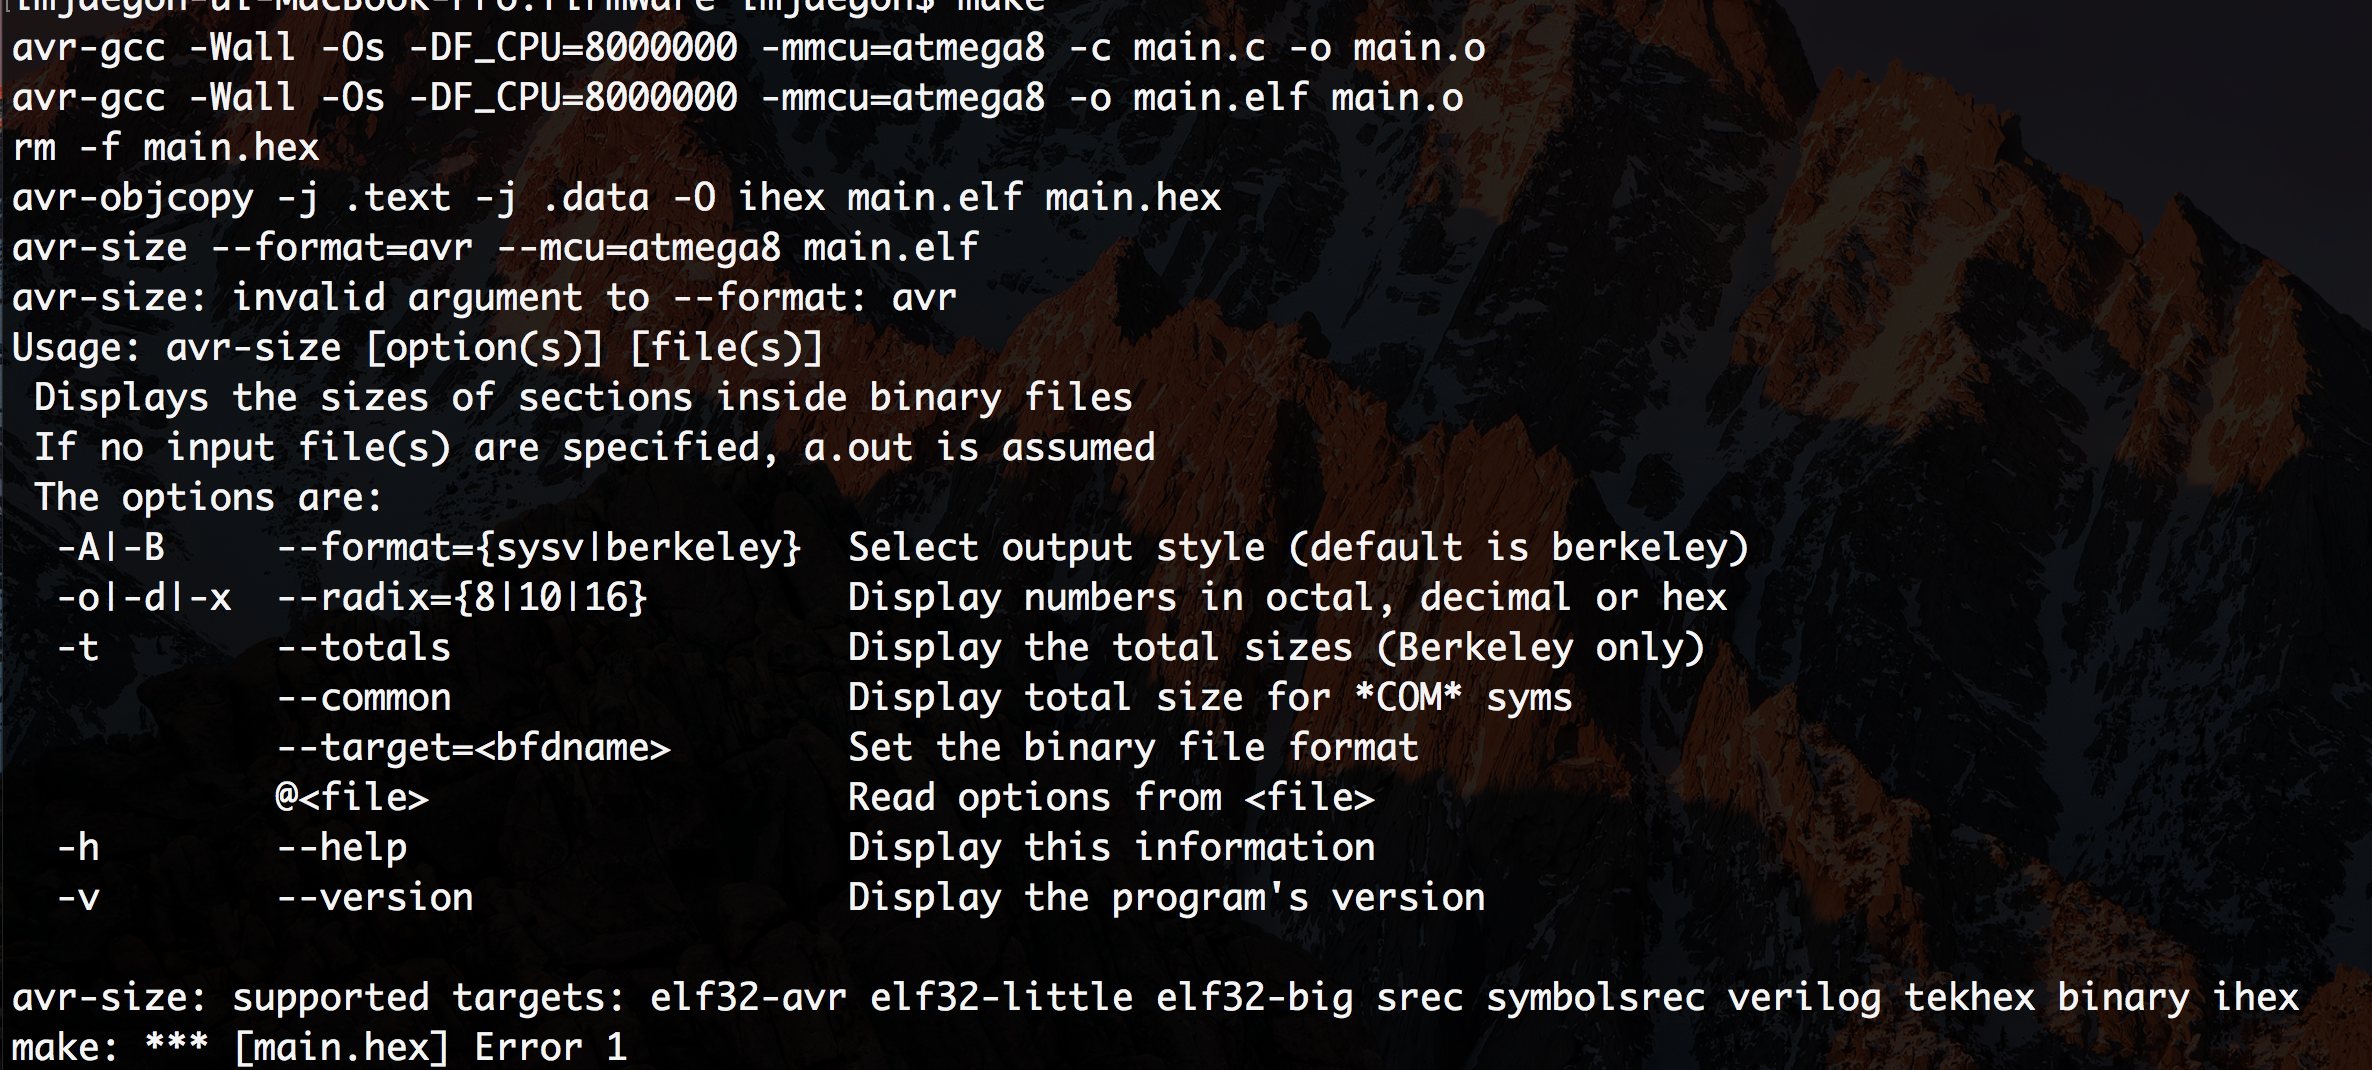 make
avr-gcc -Wall -Os -DF_CPU=8000000 -mmcu=atmega8 -c main.c -o main.o
avr-gcc -Wall -Os -DF_CPU=8000000 -mmcu=atmega8 -o main.elf main.o
rm -f main.hex
avr-objcopy -j .text -j .data -O ihex main.elf main.hex
avr-size --format=avr --mcu=atmega8 main.elf
avr-size: invalid argument to --format: avr
Usage: avr-size [option(s)] [file(s)]
 Displays the sizes of sections inside binary files
 If no input file(s) are specified, a.out is assumed
 The options are:
  -A|-B     --format={sysv|berkeley}  Select output style (default is berkeley)
  -o|-d|-x  --radix={8|10|16}         Display numbers in octal, decimal or hex
  -t        --totals                  Display the total sizes (Berkeley only)
            --common                  Display total size for *COM* syms
            --target=<bfdname>        Set the binary file format
            @<file>                   Read options from <file>
  -h        --help                    Display this information
  -v        --version                 Display the program's version
avr-size: supported targets: elf32-avr elf32-little elf32-big srec symbolsrec verilog tekhex binary ihex
make: *** [main.hex] Error 1